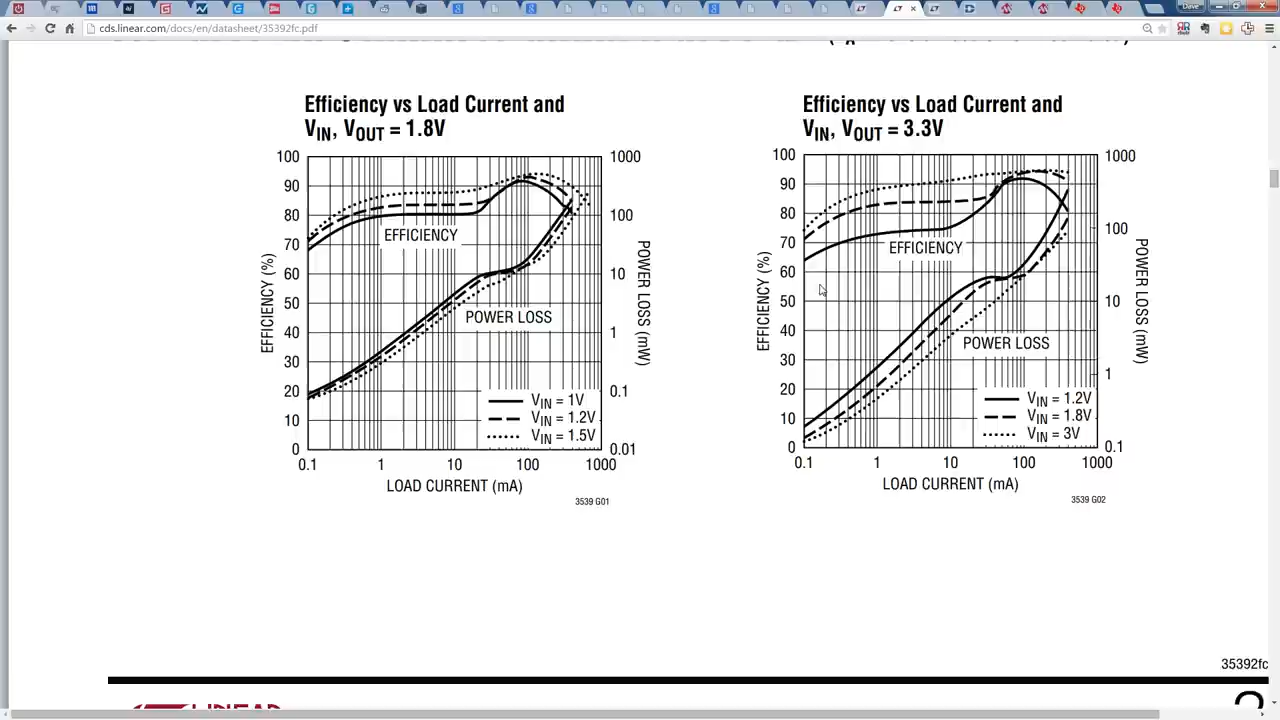 Dave
cds.linear.com/docs/en/datasheet/35392fc.pdf
Efficiency vs Load Current and
VIN, VOUT = 1.8V
100
90
80
70
60
50
40
30
20
10
0
EFFICIENCY (%)
1000
100
10
1
0.1
0.01
POWER LOSS (mW)
EFFICIENCY
POWER LOSS
VIN = 1V
VIN = 1.2V
VIN = 1.5V
0.1 1 10 100 1000
LOAD CURRENT (mA)
3539 G01
Efficiency vs Load Current and
VIN, VOUT = 3.3V
100
90
80
70
60
50
40
30
20
10
0
EFFICIENCY (%)
1000
100
10
1
0.1
POWER LOSS (mW)
EFFICIENCY
POWER LOSS
VIN = 1.2V
VIN = 1.8V
VIN = 3V
0.1 1 10 100 1000
LOAD CURRENT (mA)
3539 G02
35392fc
LINEAR